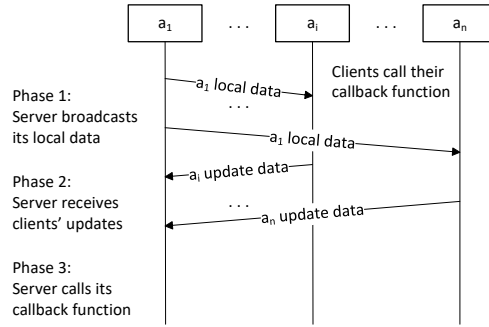 a1 . . . ai . . . an
a1 local data
Clients call their
callback function
. . .
Phase 1:
Server broadcasts
its local data
a1 local data
ai update data
Phase 2:
Server receives
clients' updates
. . .
an update data
Phase 3:
Server calls its
callback function